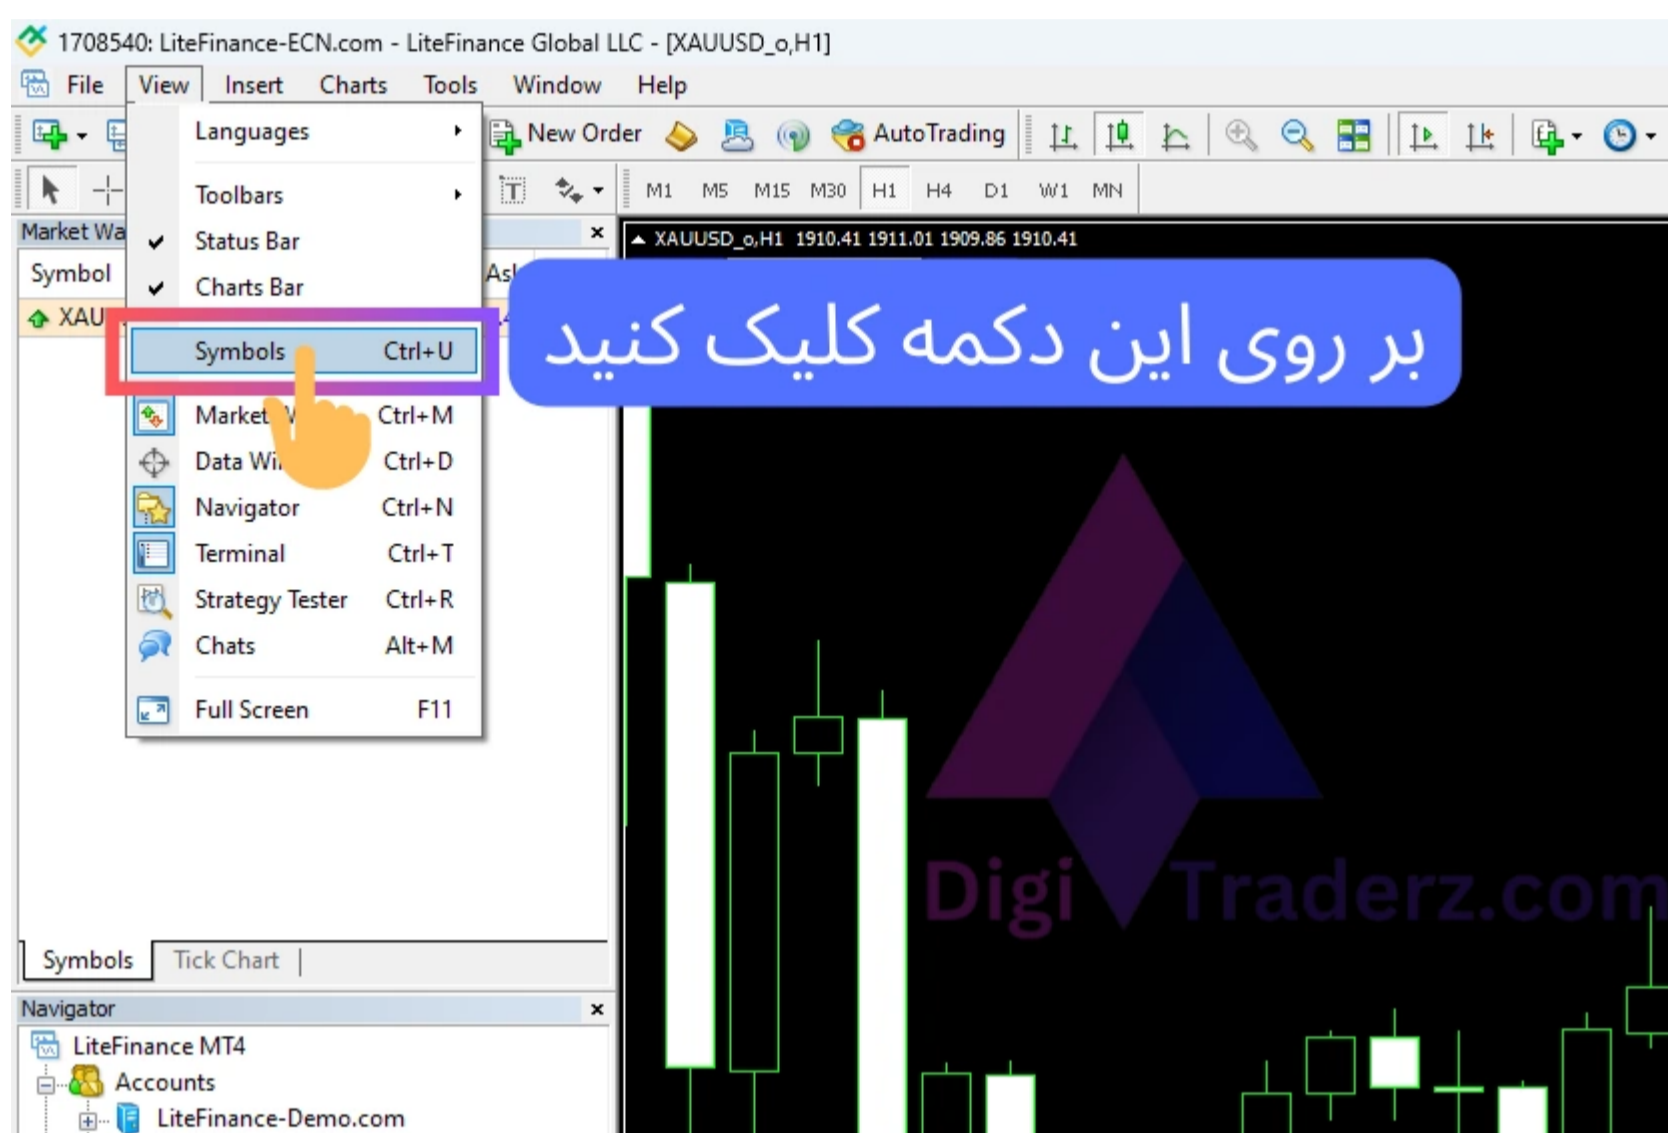 1708540: LiteFinance-ECN.com - LiteFinance Global LLC - [XAUUSD_o,H1]
File View Insert Charts Tools Window Help
New Order AutoTrading
M1 M5 M15 M30 H1 H4 D1 W1 MN
Languages
Toolbars
Status Bar
Charts Bar
Symbols Ctrl+U
Market Ctrl+M
Data Ctrl+D
Navigator Ctrl+N
Terminal Ctrl+T
Strategy Tester Ctrl+R
Chats Alt+M
Full Screen F11
Market
Symbol
XAU
Symbols Tick Chart
Navigator
LiteFinance MT4
Accounts
LiteFinance-Demo.com
XAUUSD_o,H1 1910.41 1911.01 1909.86 1910.41
بر روی این دکمه کلیک کنید
Digi Traderz.com